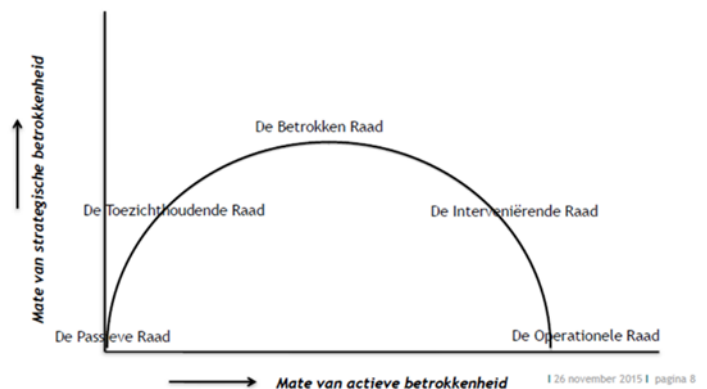 Mate van strategische betrokkenheid
De Betrokken Raad
De Toezichthoudende Raad
De Interveniërende Raad
De Passieve Raad
De Operationele Raad
Mate van actieve betrokkenheid
| 26 november 2015 | pagina 8